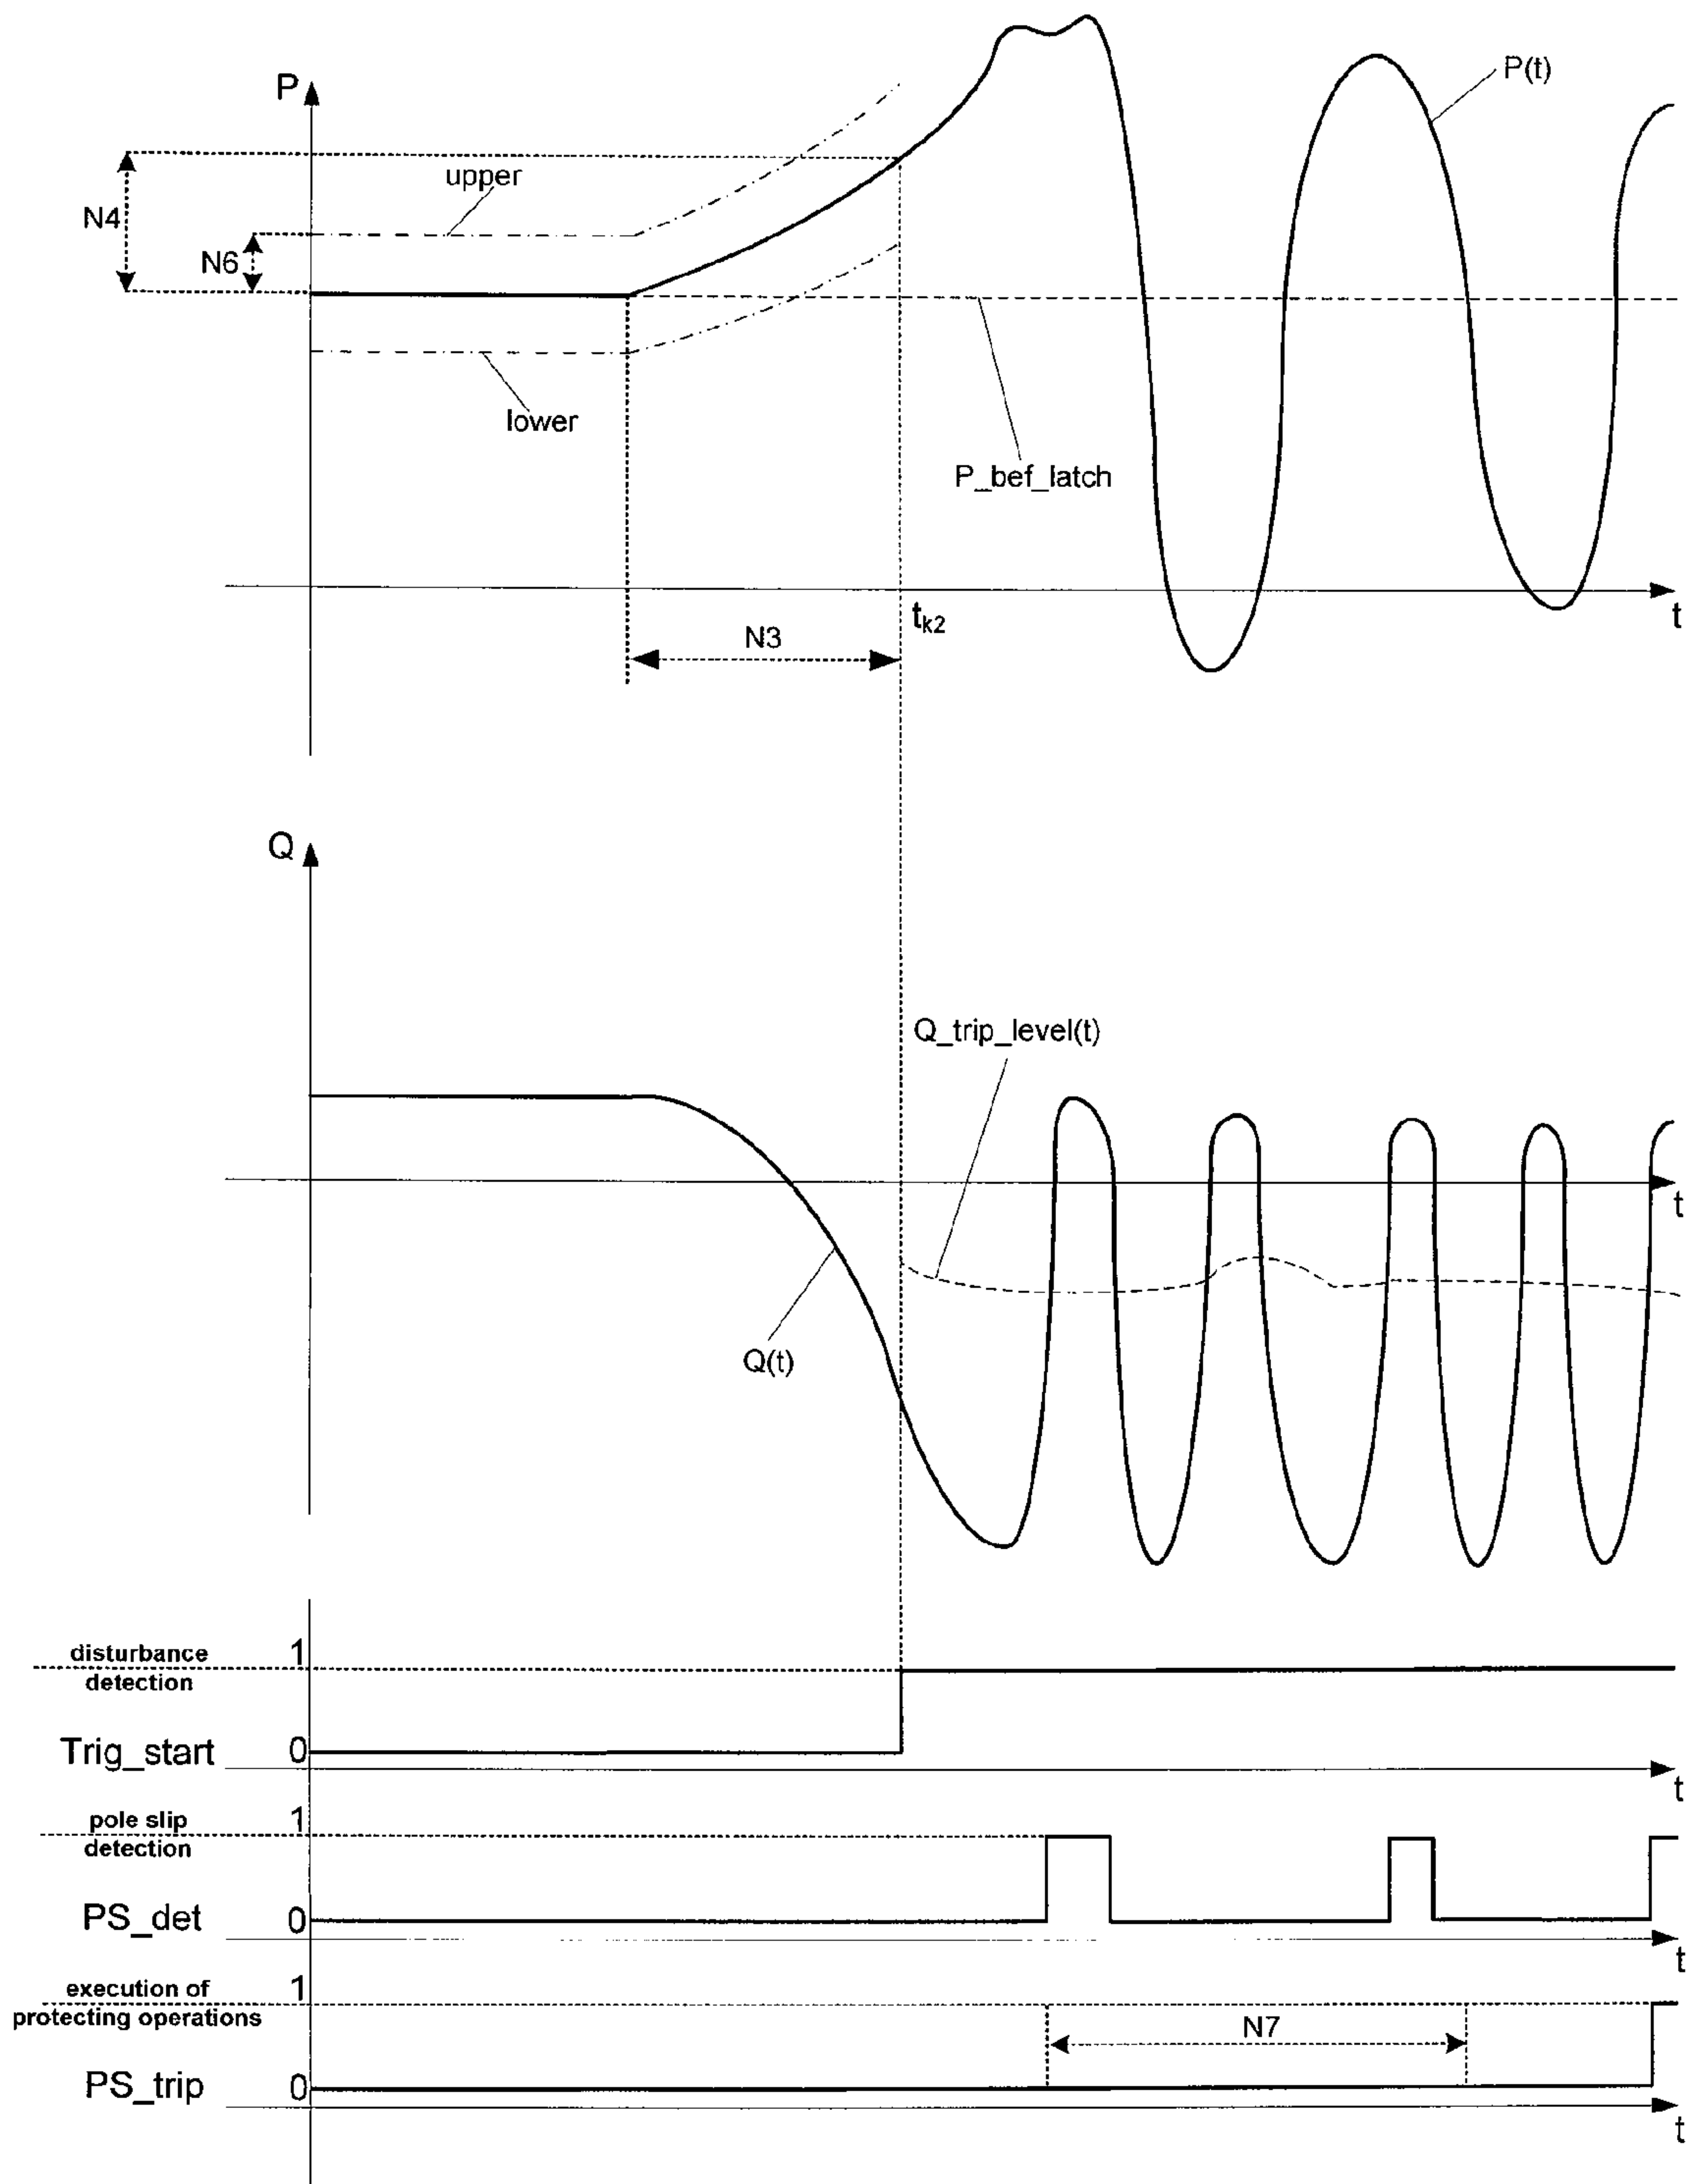 P
P(t)
upper
N4
N6
lower
P_bef_latch
tk2
t
N3
Q
Q_trip_level(t)
t
Q(t)
disturbance
detection
1
Trig_start
0
t
pole slip
detection
1
PS_det
0
t
execution of
protecting operations
1
N7
PS_trip
0
t